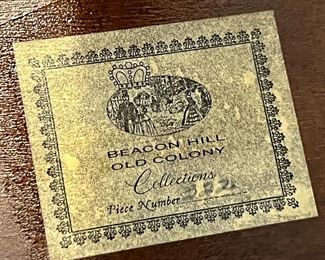 BEACON HILL
OLD COLONY
Collections
Piece Number